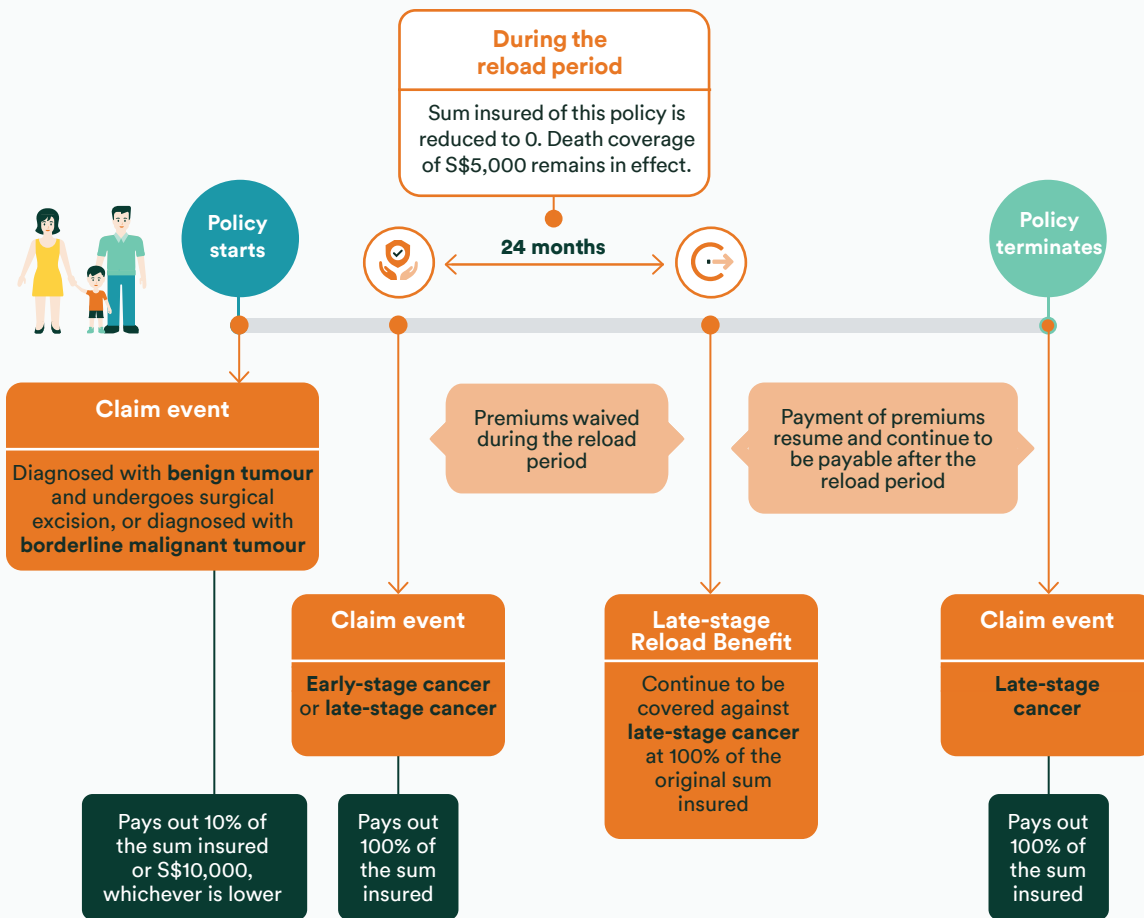 During the
reload period
Sum insured of this policy is
reduced to 0. Death coverage
of S$5,000 remains in effect.
Policy
starts
24 months
Policy
terminates
Claim event
Diagnosed with benign tumour
and undergoes surgical
excision, or diagnosed with
borderline malignant tumour
Premiums waived
during the reload
period
Payment of premiums
resume and continue to
be payable after the
reload period
Claim event
Early-stage cancer
or late-stage cancer
Late-stage
Reload Benefit
Continue to be
covered against
late-stage cancer
at 100% of the
original sum
insured
Claim event
Late-stage
cancer
Pays out 10% of
the sum insured
or S$10,000,
whichever is lower
Pays out
100% of
the sum
insured
Pays out
100% of
the sum
insured